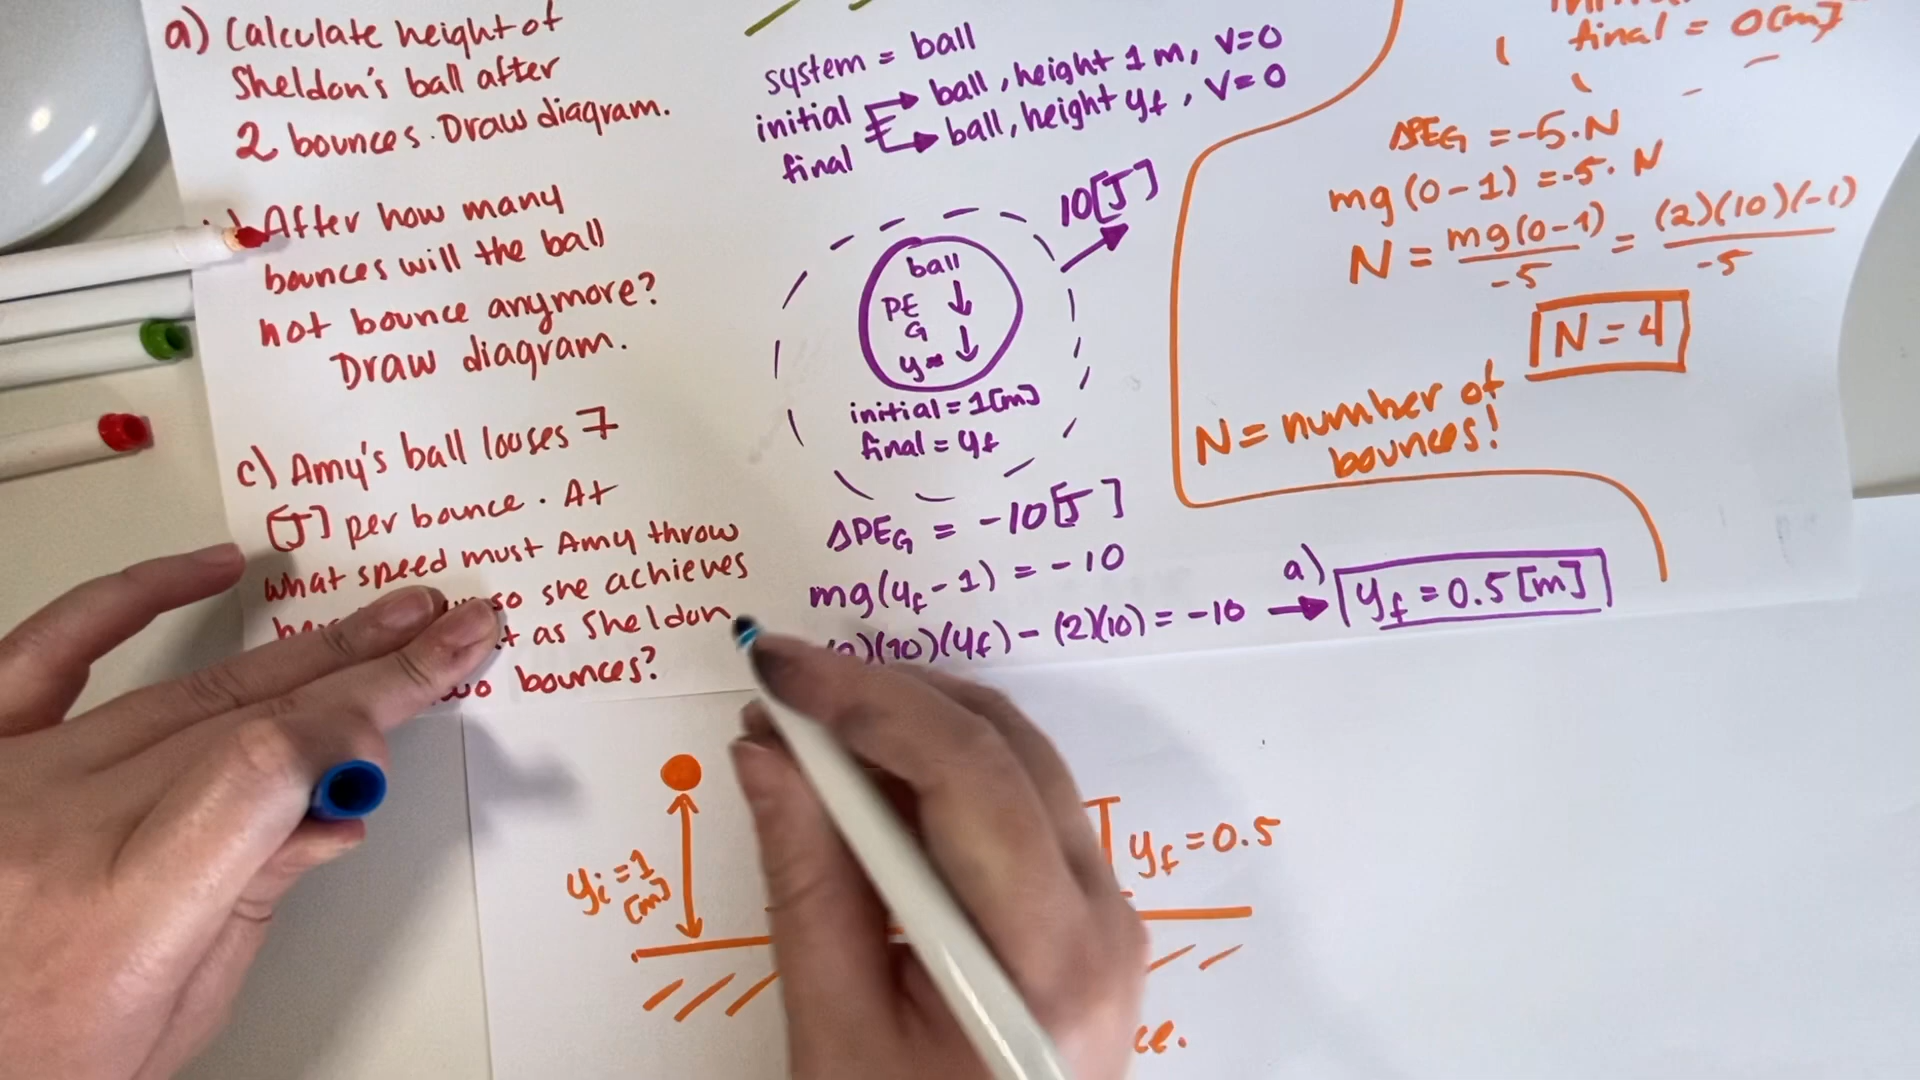 a) Calculate height of
Sheldon's ball after
2 bounces. Draw diagram.
After how many
bounces will the ball
not bounce anymore?
Draw diagram.
c) Amy's ball louses 7
[J] per bounce. At
what speed must Amy throw
so she achieves
as Sheldon
bounces?
system = ball
initial → ball, height 1 m, V=0
final → ball, height yf, V=0
10[J]
ball ↓
PE
G ↓
y
initial = 1[m]
final = yf
ΔPEG = -10[J]
mg(yf - 1) = -10
(10)(yf) - (2)(10) = -10 →
a) yf = 0.5 [m]
final = 0[m]
ΔPEG = -5·N
mg(0-1) = -5·N
N = mg(0-1)/-5 = (2)(10)(-1)/-5
N = 4
N = number of
bounces!
yi = 1
[m]
yf = 0.5